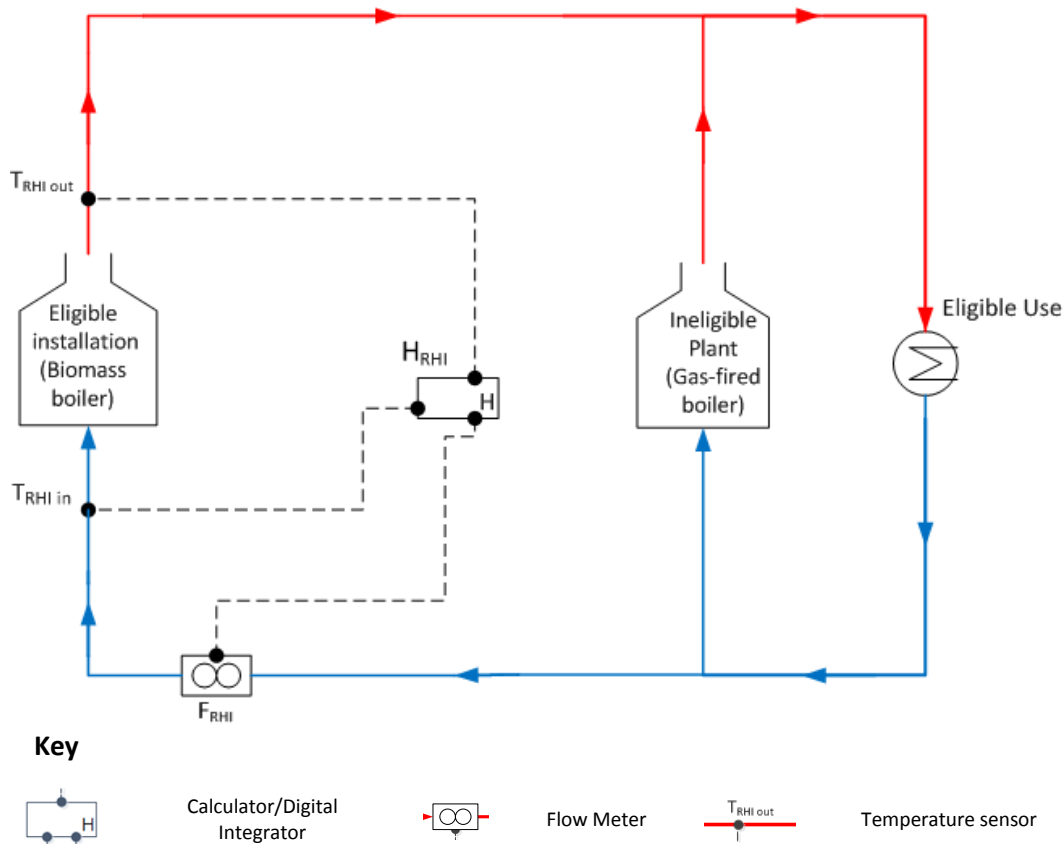 T_RHI out
Eligible
installation
(Biomass
boiler)
H_RHI
H
Ineligible
Plant
(Gas-fired
boiler)
Eligible Use
T_RHI in
F_RHI
Key
H
Calculator/Digital
Integrator
Flow Meter
T_RHI out
Temperature sensor